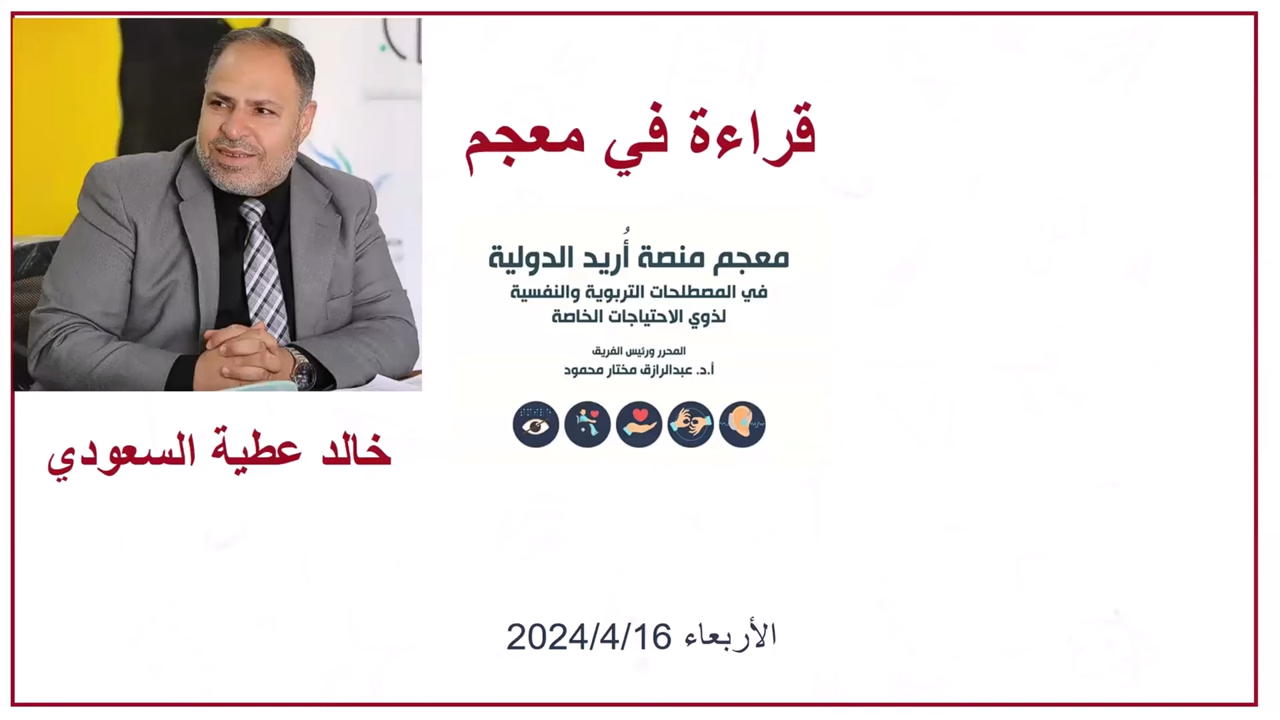 قراءة في معجم
معجم منصة أُريد الدولية
في المصطلحات التربوية والنفسية
لذوي الاحتياجات الخاصة
المحرر ورئيس الفريق
أ.د. عبدالرازق مختار محمود
خالد عطية السعودي
الأربعاء 2024/4/16